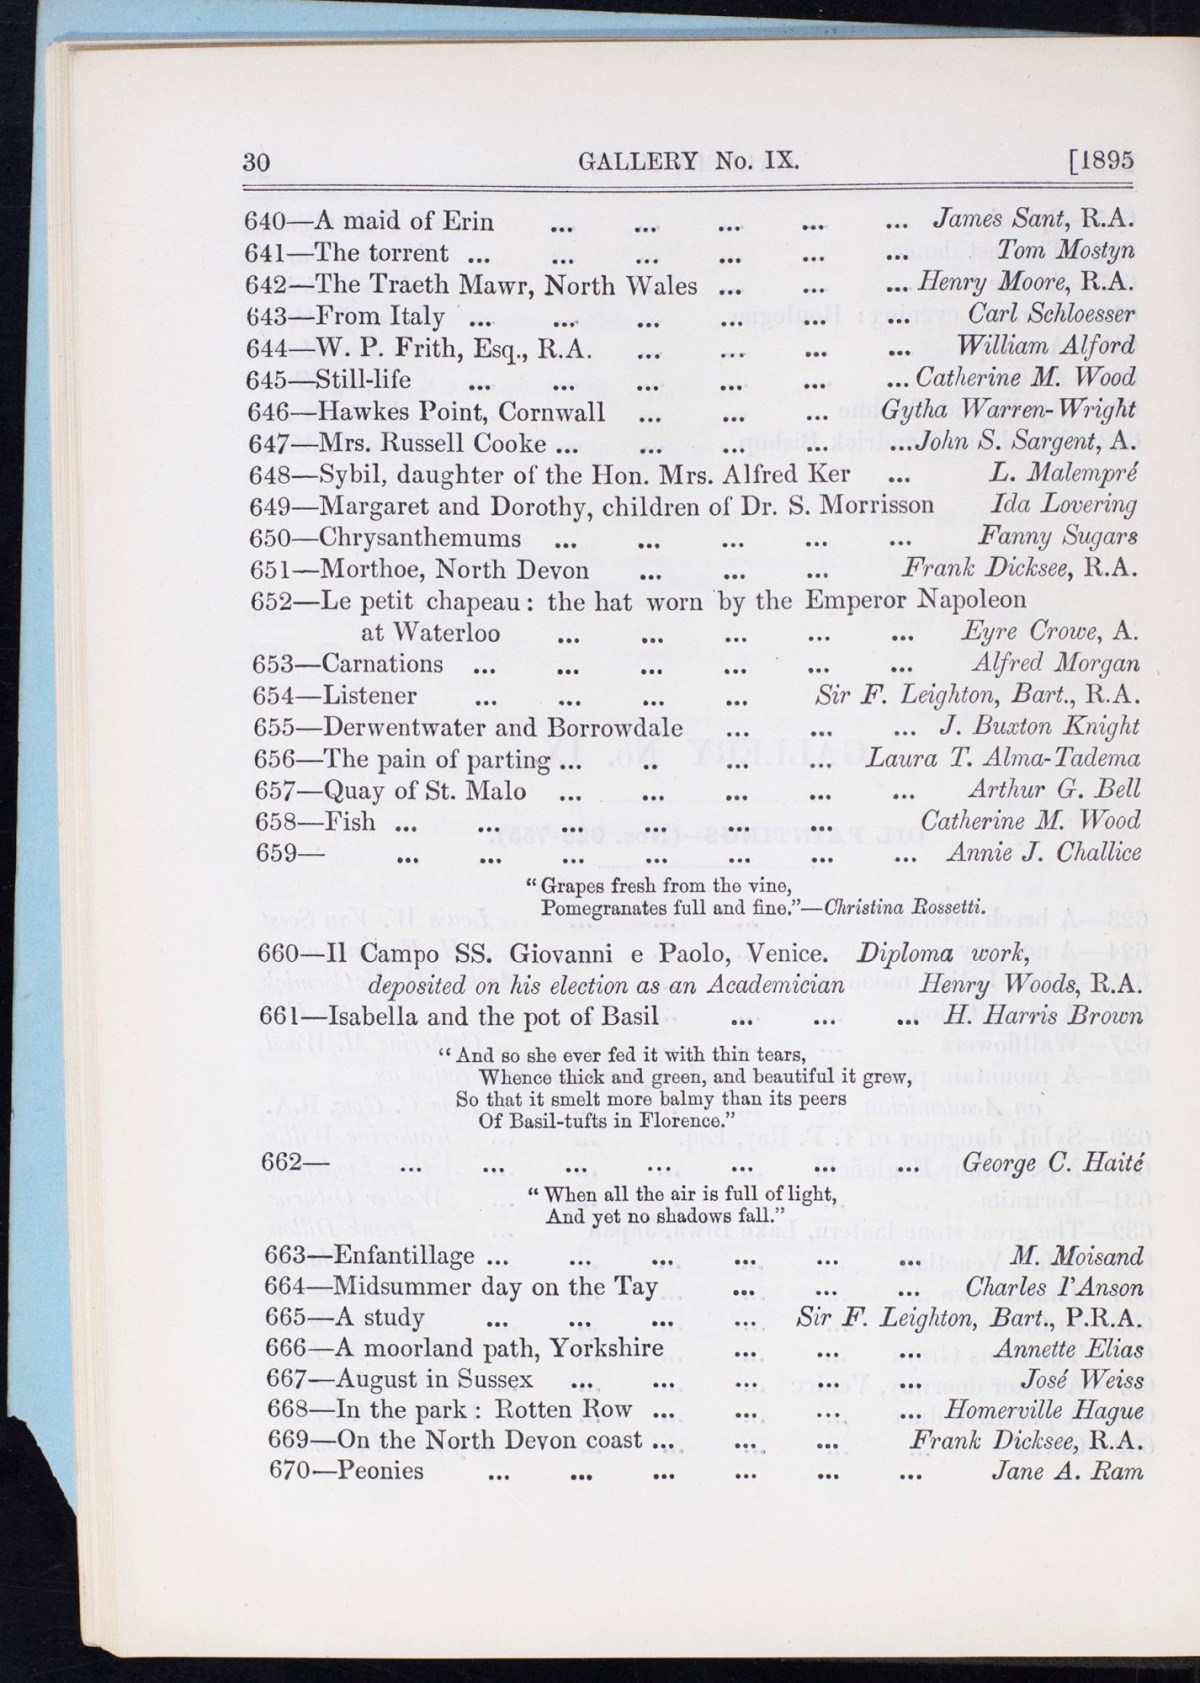 30 GALLERY No. IX. [1895
640—A maid of Erin ... ... ... ... ... James Sant, R.A.
641—The torrent ... ... ... ... ... ... Tom Mostyn
642—The Traeth Mawr, North Wales ... ... ... Henry Moore, R.A.
643—From Italy ... ... ... ... ... ... Carl Schloesser
644—W. P. Frith, Esq., R.A. ... ... ... ... William Alford
645—Still-life ... ... ... ... ... ... Catherine M. Wood
646—Hawkes Point, Cornwall ... ... ... Gytha Warren-Wright
647—Mrs. Russell Cooke ... ... ... ... ...John S. Sargent, A.
648—Sybil, daughter of the Hon. Mrs. Alfred Ker ... L. Malempré
649—Margaret and Dorothy, children of Dr. S. Morrisson Ida Lovering
650—Chrysanthemums ... ... ... ... ... Fanny Sugars
651—Morthoe, North Devon ... ... ... Frank Dicksee, R.A.
652—Le petit chapeau: the hat worn by the Emperor Napoleon
at Waterloo ... ... ... ... ... Eyre Crowe, A.
653—Carnations ... ... ... ... ... ... Alfred Morgan
654—Listener ... ... ... ... Sir F. Leighton, Bart., R.A.
655—Derwentwater and Borrowdale ... ... ... J. Buxton Knight
656—The pain of parting ... .. ... ... Laura T. Alma-Tadema
657—Quay of St. Malo ... ... ... ... ... Arthur G. Bell
658—Fish ... ... ... ... ... ... Catherine M. Wood
659— ... ... ... ... ... ... ... Annie J. Challice
"Grapes fresh from the vine,
Pomegranates full and fine."—Christina Rossetti.
660—Il Campo SS. Giovanni e Paolo, Venice. Diploma work,
deposited on his election as an Academician Henry Woods, R.A.
661—Isabella and the pot of Basil ... ... ... H. Harris Brown
"And so she ever fed it with thin tears,
Whence thick and green, and beautiful it grew,
So that it smelt more balmy than its peers
Of Basil-tufts in Florence."
662— ... ... ... ... ... ... ... George C. Haité
"When all the air is full of light,
And yet no shadows fall."
663—Enfantillage ... ... ... ... ... ... M. Moisand
664—Midsummer day on the Tay ... ... ... Charles I'Anson
665—A study ... ... ... ... Sir F. Leighton, Bart., P.R.A.
666—A moorland path, Yorkshire ... ... ... Annette Elias
667—August in Sussex ... ... ... ... ... José Weiss
668—In the park: Rotten Row ... ... ... ... Homerville Hague
669—On the North Devon coast ... ... ... Frank Dicksee, R.A.
670—Peonies ... ... ... ... ... ... Jane A. Ram